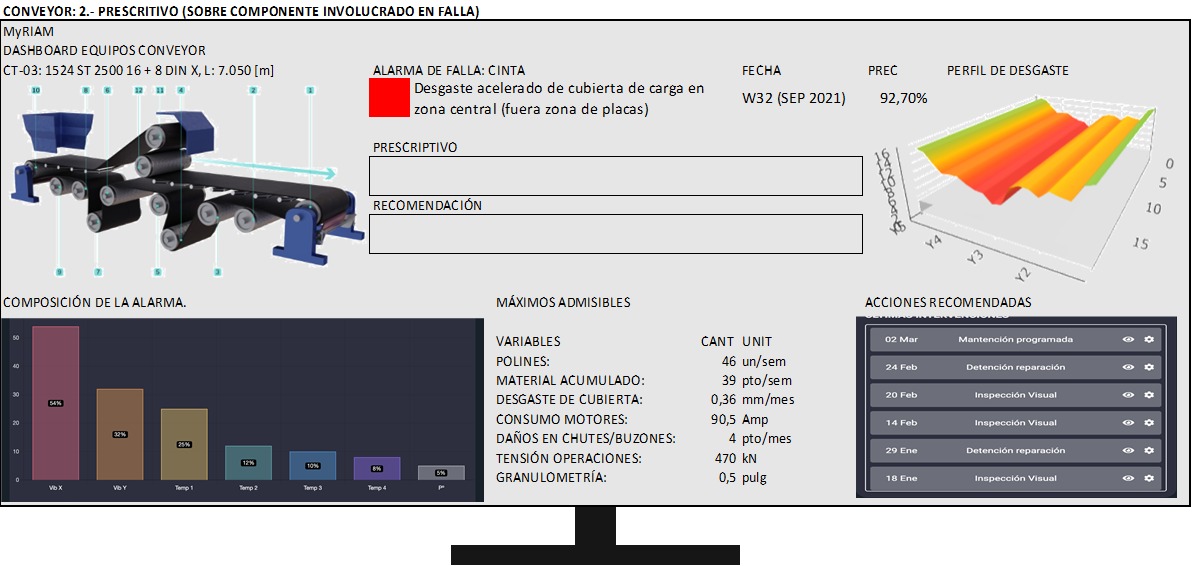 CONVEYOR: 2.- PRESCRITIVO (SOBRE COMPONENTE INVOLUCRADO EN FALLA)
MyRIAM
DASHBOARD EQUIPOS CONVEYOR
CT-03: 1524 ST 2500 16 + 8 DIN X, L: 7.050 [m]
ALARMA DE FALLA: CINTA
FECHA
PREC
PERFIL DE DESGASTE
Desgaste acelerado de cubierta de carga en
zona central (fuera zona de placas)
W32 (SEP 2021)
92,70%
10 8 6 12 11 4 2 1
9 7 5 3
PRESCRIPTIVO
RECOMENDACIÓN
0
5
10
15
Y4
Y3
Y2
COMPOSICIÓN DE LA ALARMA.
50
40
30
20
10
0
54%
32%
25%
12%
10%
8%
5%
Vib X Vib Y Temp 1 Temp 2 Temp 3 Temp 4 P°
MÁXIMOS ADMISIBLES
VARIABLES CANT UNIT
POLINES: 46 un/sem
MATERIAL ACUMULADO: 39 pto/sem
DESGASTE DE CUBIERTA: 0,36 mm/mes
CONSUMO MOTORES: 90,5 Amp
DAÑOS EN CHUTES/BUZONES: 4 pto/mes
TENSIÓN OPERACIONES: 470 kN
GRANULOMETRÍA: 0,5 pulg
ACCIONES RECOMENDADAS
02 Mar Mantención programada
24 Feb Detención reparación
20 Feb Inspección Visual
14 Feb Inspección Visual
29 Ene Detención reparación
18 Ene Inspección Visual